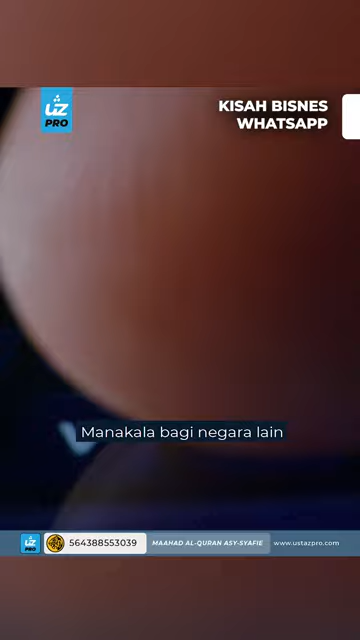 UZ
PRO
KISAH BISNES
WHATSAPP
Manakala bagi negara lain
UZ
PRO
564388553039
MAAHAD AL-QURAN ASY-SYAFIE
www.ustazpro.com